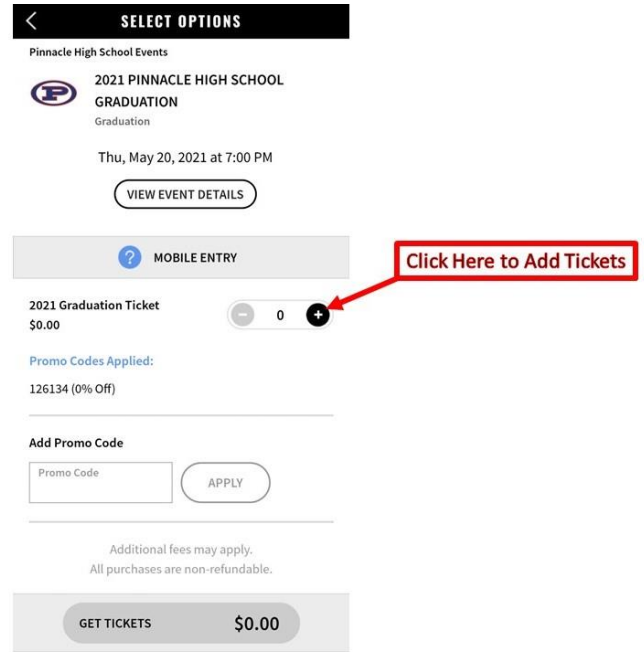 SELECT OPTIONS
Pinnacle High School Events
P
2021 PINNACLE HIGH SCHOOL
GRADUATION
Graduation
Thu, May 20, 2021 at 7:00 PM
VIEW EVENT DETAILS
? MOBILE ENTRY
Click Here to Add Tickets
2021 Graduation Ticket
$0.00
− 0 +
Promo Codes Applied:
126134 (0% Off)
Add Promo Code
Promo Code
APPLY
Additional fees may apply.
All purchases are non-refundable.
GET TICKETS $0.00